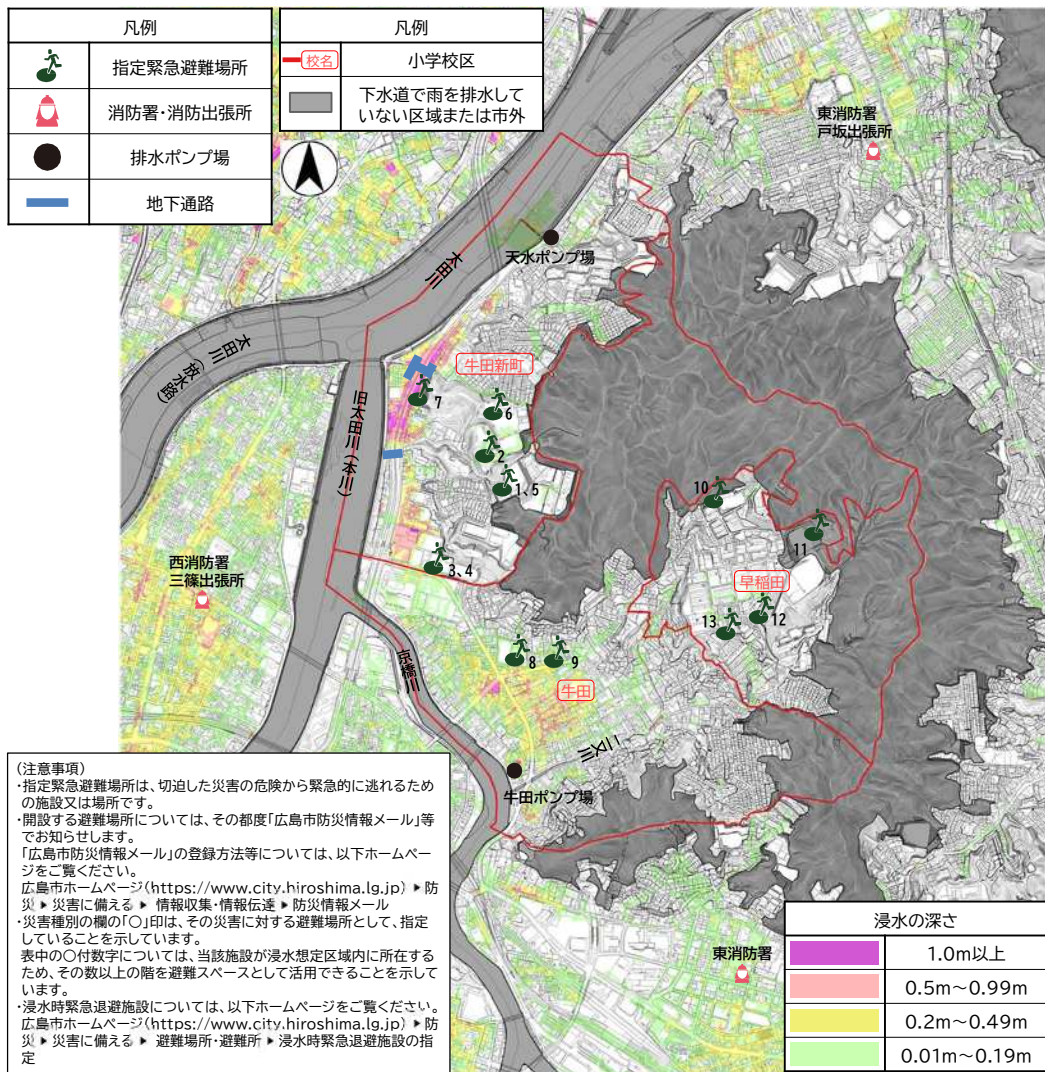 凡例
指定緊急避難場所
消防署・消防出張所
排水ポンプ場
地下通路
凡例
校名
小学校区
下水道で雨を排水して
いない区域または市外
東消防署
戸坂出張所
天水ポンプ場
太田川
太田川(放水路)
旧太田川(本川)
牛田新町
7
6
2
1、5
3、4
10
11
早稲田
12
13
西消防署
三篠出張所
京橋川
8
9
牛田
二又川
牛田ポンプ場
東消防署
(注意事項)
・指定緊急避難場所は、切迫した災害の危険から緊急的に逃れるため
の施設又は場所です。
・開設する避難場所については、その都度「広島市防災情報メール」等
でお知らせします。
「広島市防災情報メール」の登録方法等については、以下ホームペー
ジをご覧ください。
広島市ホームページ(https://www.city.hiroshima.lg.jp) ▶ 防
災 ▶ 災害に備える ▶ 情報収集・情報伝達 ▶ 防災情報メール
・災害種別の欄の「〇」印は、その災害に対する避難場所として、指定
していることを示しています。
表中の〇付数字については、当該施設が浸水想定区域内に所在する
ため、その数以上の階を避難スペースとして活用できることを示して
います。
・浸水時緊急退避施設については、以下ホームページをご覧ください。
広島市ホームページ(https://www.city.hiroshima.lg.jp) ▶ 防
災 ▶ 災害に備える ▶ 避難場所・避難所 ▶ 浸水時緊急退避施設の指
定
浸水の深さ
1.0m以上
0.5m～0.99m
0.2m～0.49m
0.01m～0.19m